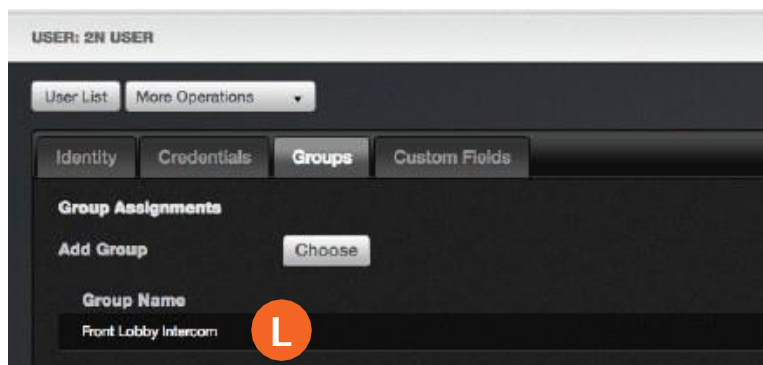 USER: 2N USER
User List More Operations
Identity Credentials Groups Custom Fields
Group Assignments
Add Group Choose
Group Name
Front Lobby Intercom L